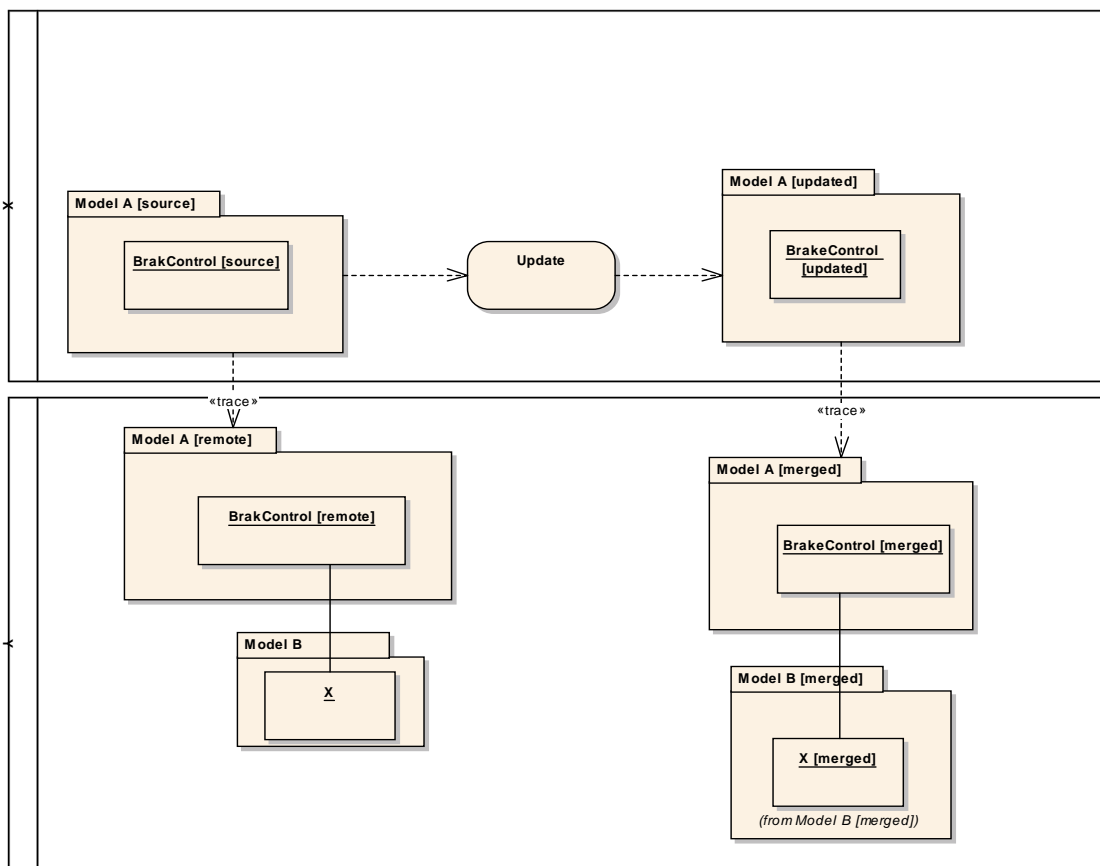 X
Model A [source]
BrakControl [source]
Update
Model A [updated]
BrakeControl
[updated]
«trace»
«trace»
Y
Model A [remote]
BrakControl [remote]
Model B
X
Model A [merged]
BrakeControl [merged]
Model B [merged]
X [merged]
(from Model B [merged])